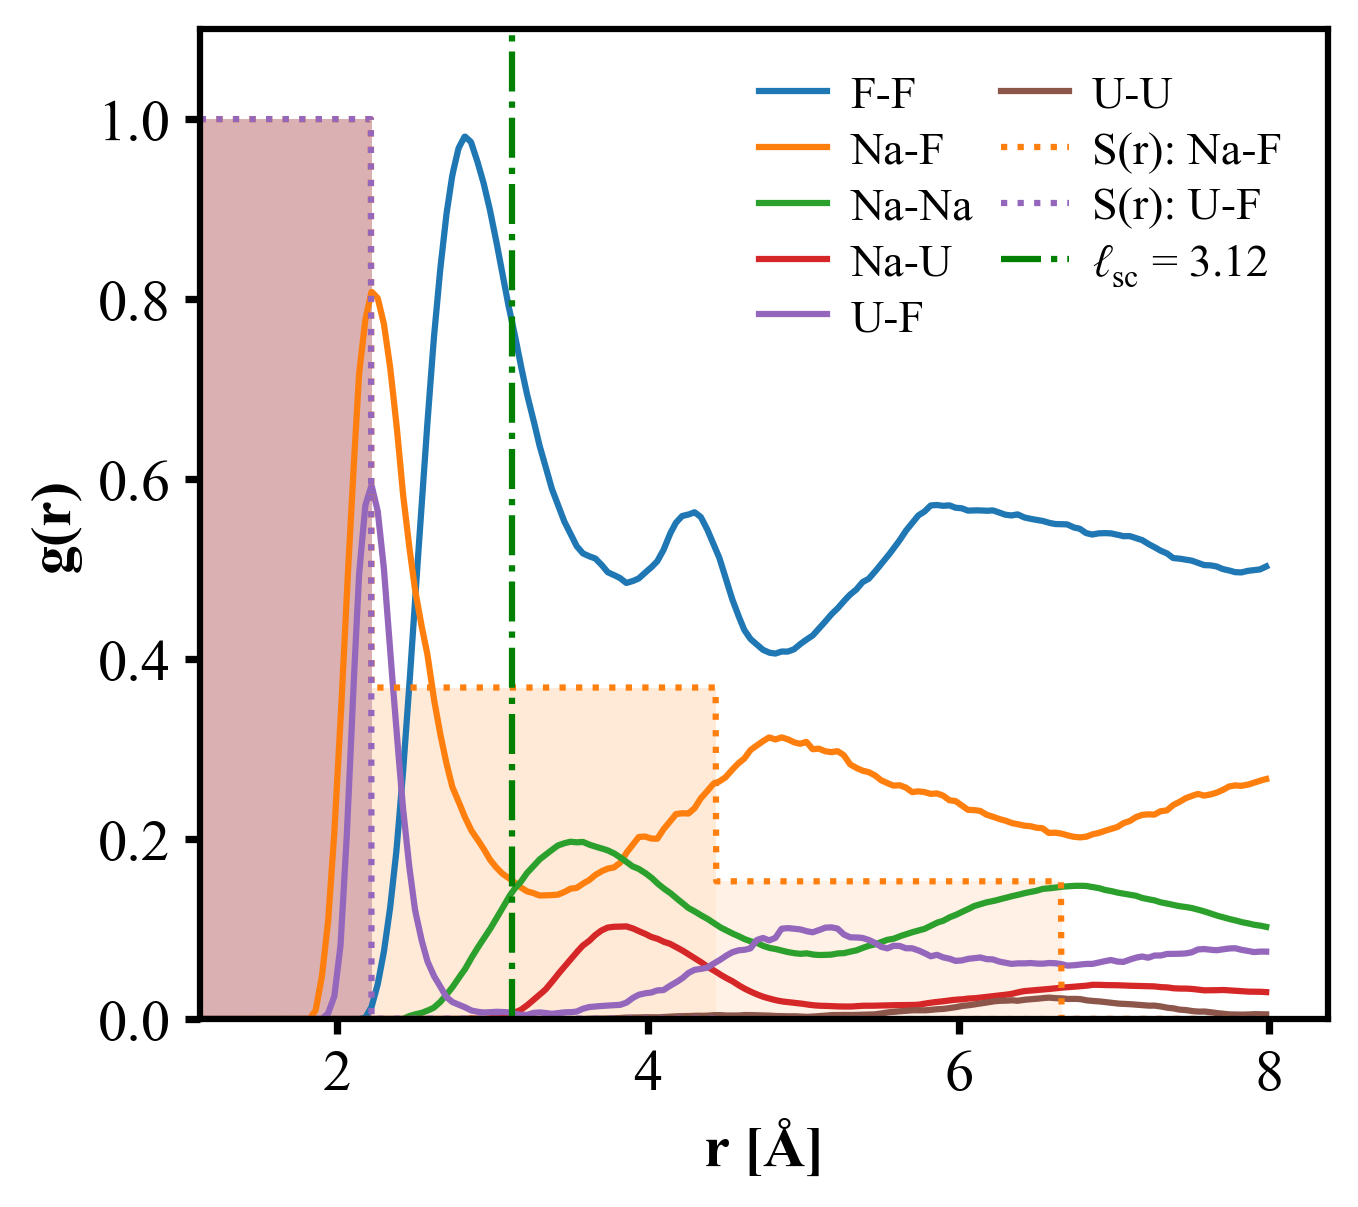 F-F
Na-F
Na-Na
Na-U
U-F
U-U
S(r): Na-F
S(r): U-F
ℓsc = 3.12
g(r)
1.0
0.8
0.6
0.4
0.2
0.0
2 4 6 8
r [Å]